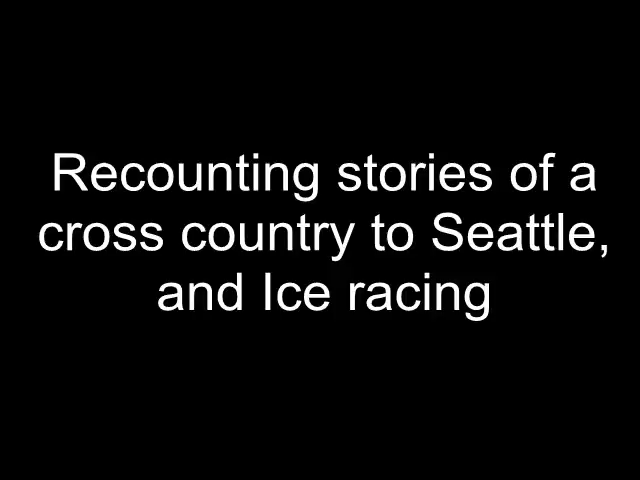 Recounting stories of a
cross country to Seattle,
and Ice racing